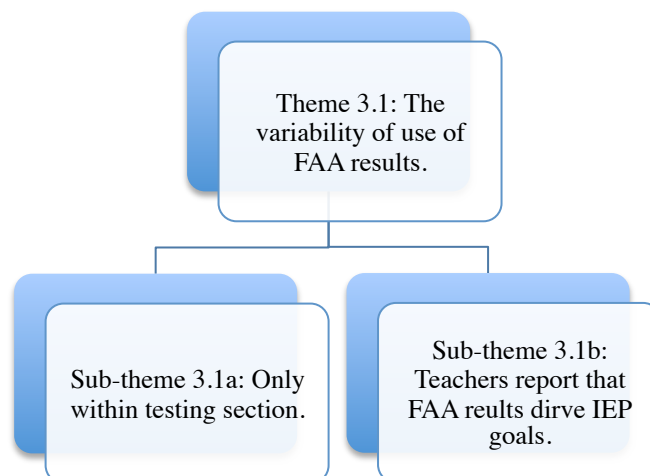 Theme 3.1: The
variability of use of
FAA results.
Sub-theme 3.1a: Only
within testing section.
Sub-theme 3.1b:
Teachers report that
FAA reults dirve IEP
goals.